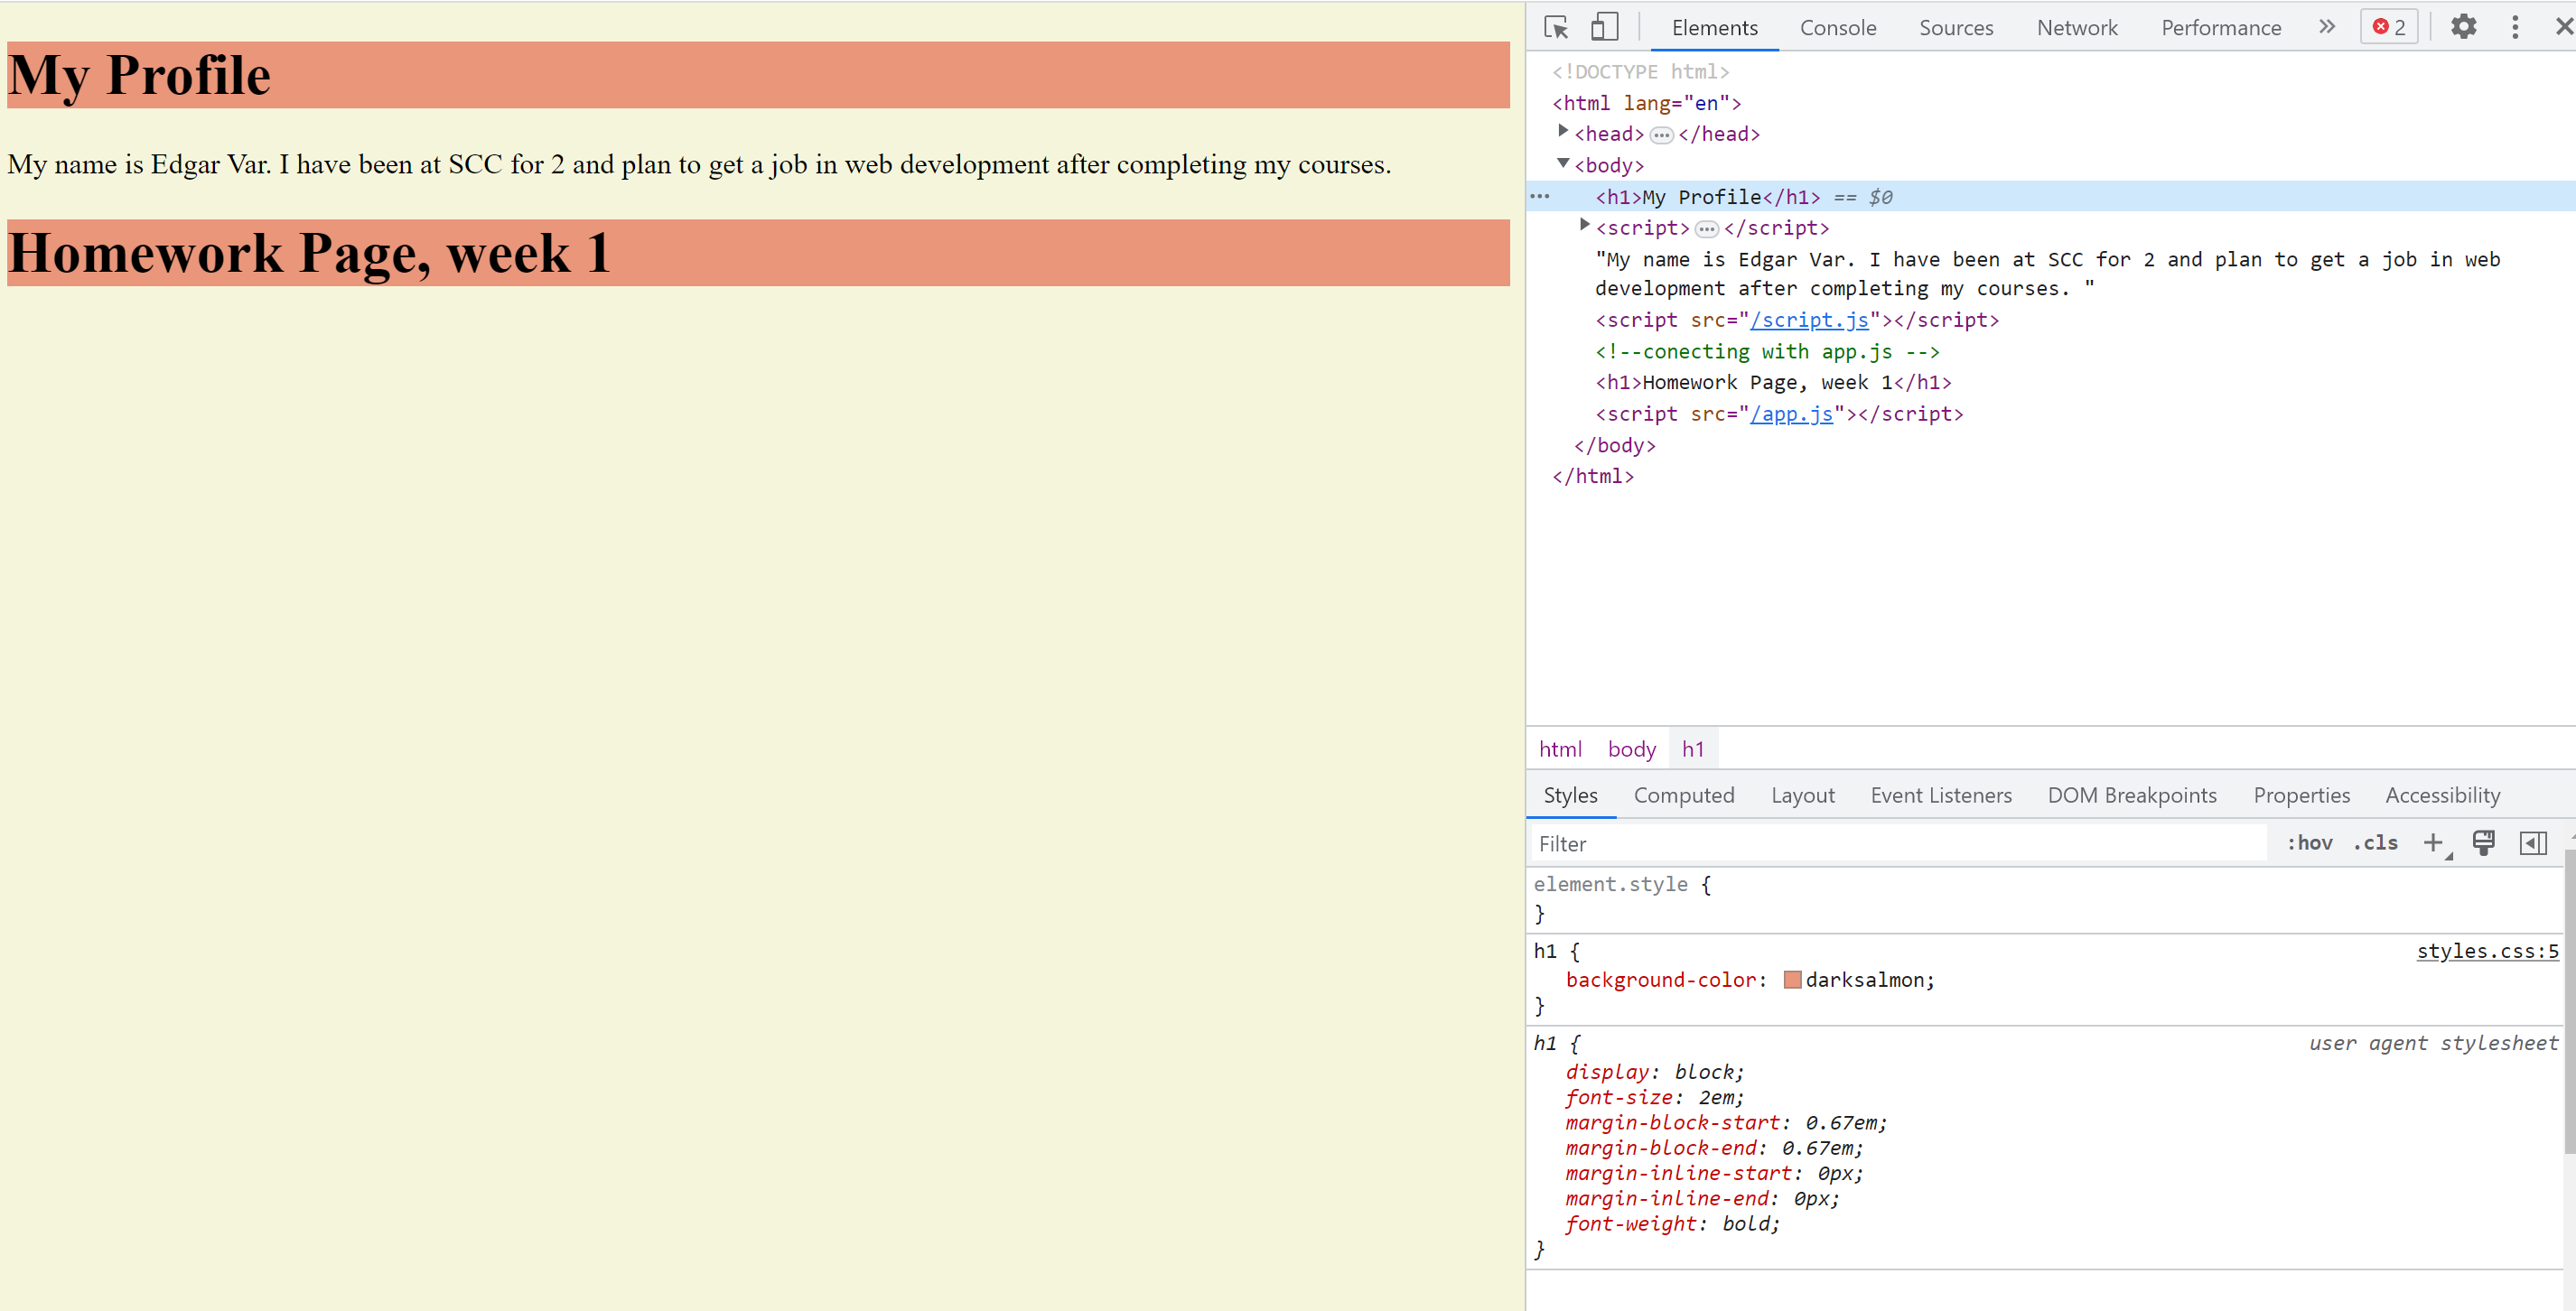 My Profile
My name is Edgar Var. I have been at SCC for 2 and plan to get a job in web development after completing my courses.
Homework Page, week 1
Elements Console Sources Network Performance » 2
<!DOCTYPE html>
<html lang="en">
<head>…</head>
<body>
… <h1>My Profile</h1> == $0
<script>…</script>
"My name is Edgar Var. I have been at SCC for 2 and plan to get a job in web
development after completing my courses. "
<script src="/script.js"></script>
<!--conecting with app.js -->
<h1>Homework Page, week 1</h1>
<script src="/app.js"></script>
</body>
</html>
html body h1
Styles Computed Layout Event Listeners DOM Breakpoints Properties Accessibility
Filter :hov .cls +
element.style {
}
h1 { styles.css:5
background-color: darksalmon;
}
h1 { user agent stylesheet
display: block;
font-size: 2em;
margin-block-start: 0.67em;
margin-block-end: 0.67em;
margin-inline-start: 0px;
margin-inline-end: 0px;
font-weight: bold;
}